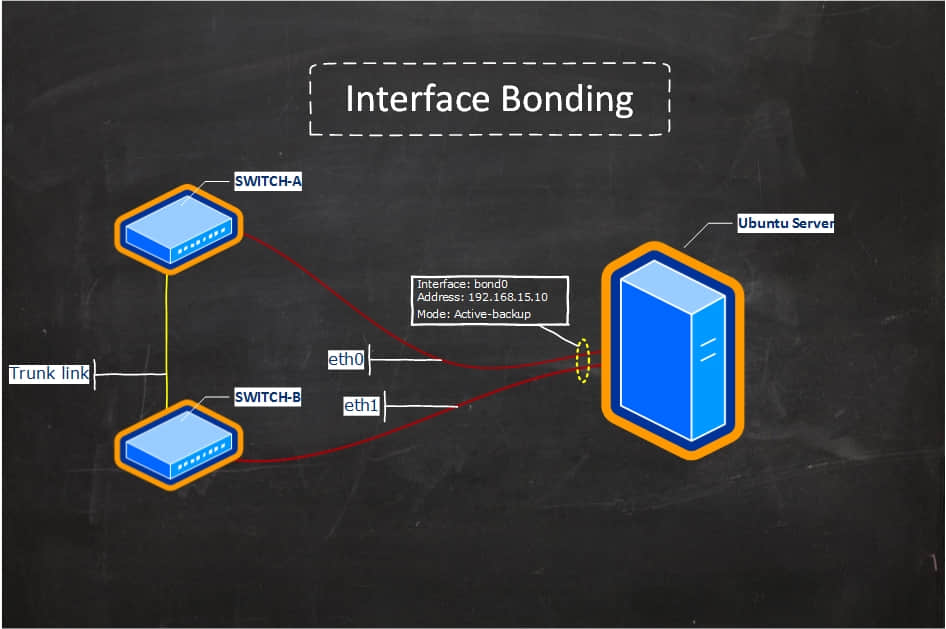 Interface Bonding
SWITCH-A
Ubuntu Server
Interface: bond0
Address: 192.168.15.10
Mode: Active-backup
eth0
Trunk link
SWITCH-B
eth1